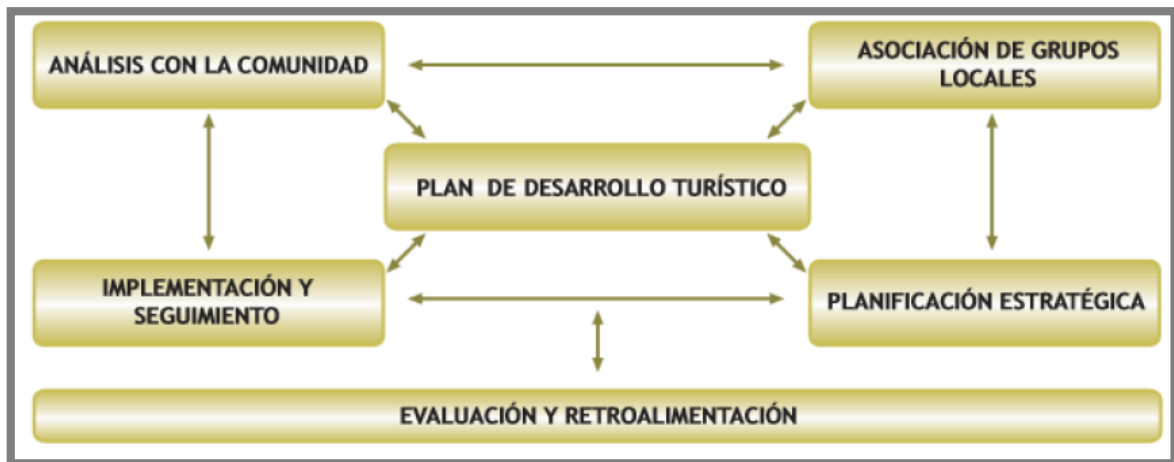 ANÁLISIS CON LA COMUNIDAD
ASOCIACIÓN DE GRUPOS
LOCALES
PLAN DE DESARROLLO TURÍSTICO
IMPLEMENTACIÓN Y
SEGUIMIENTO
PLANIFICACIÓN ESTRATÉGICA
EVALUACIÓN Y RETROALIMENTACIÓN